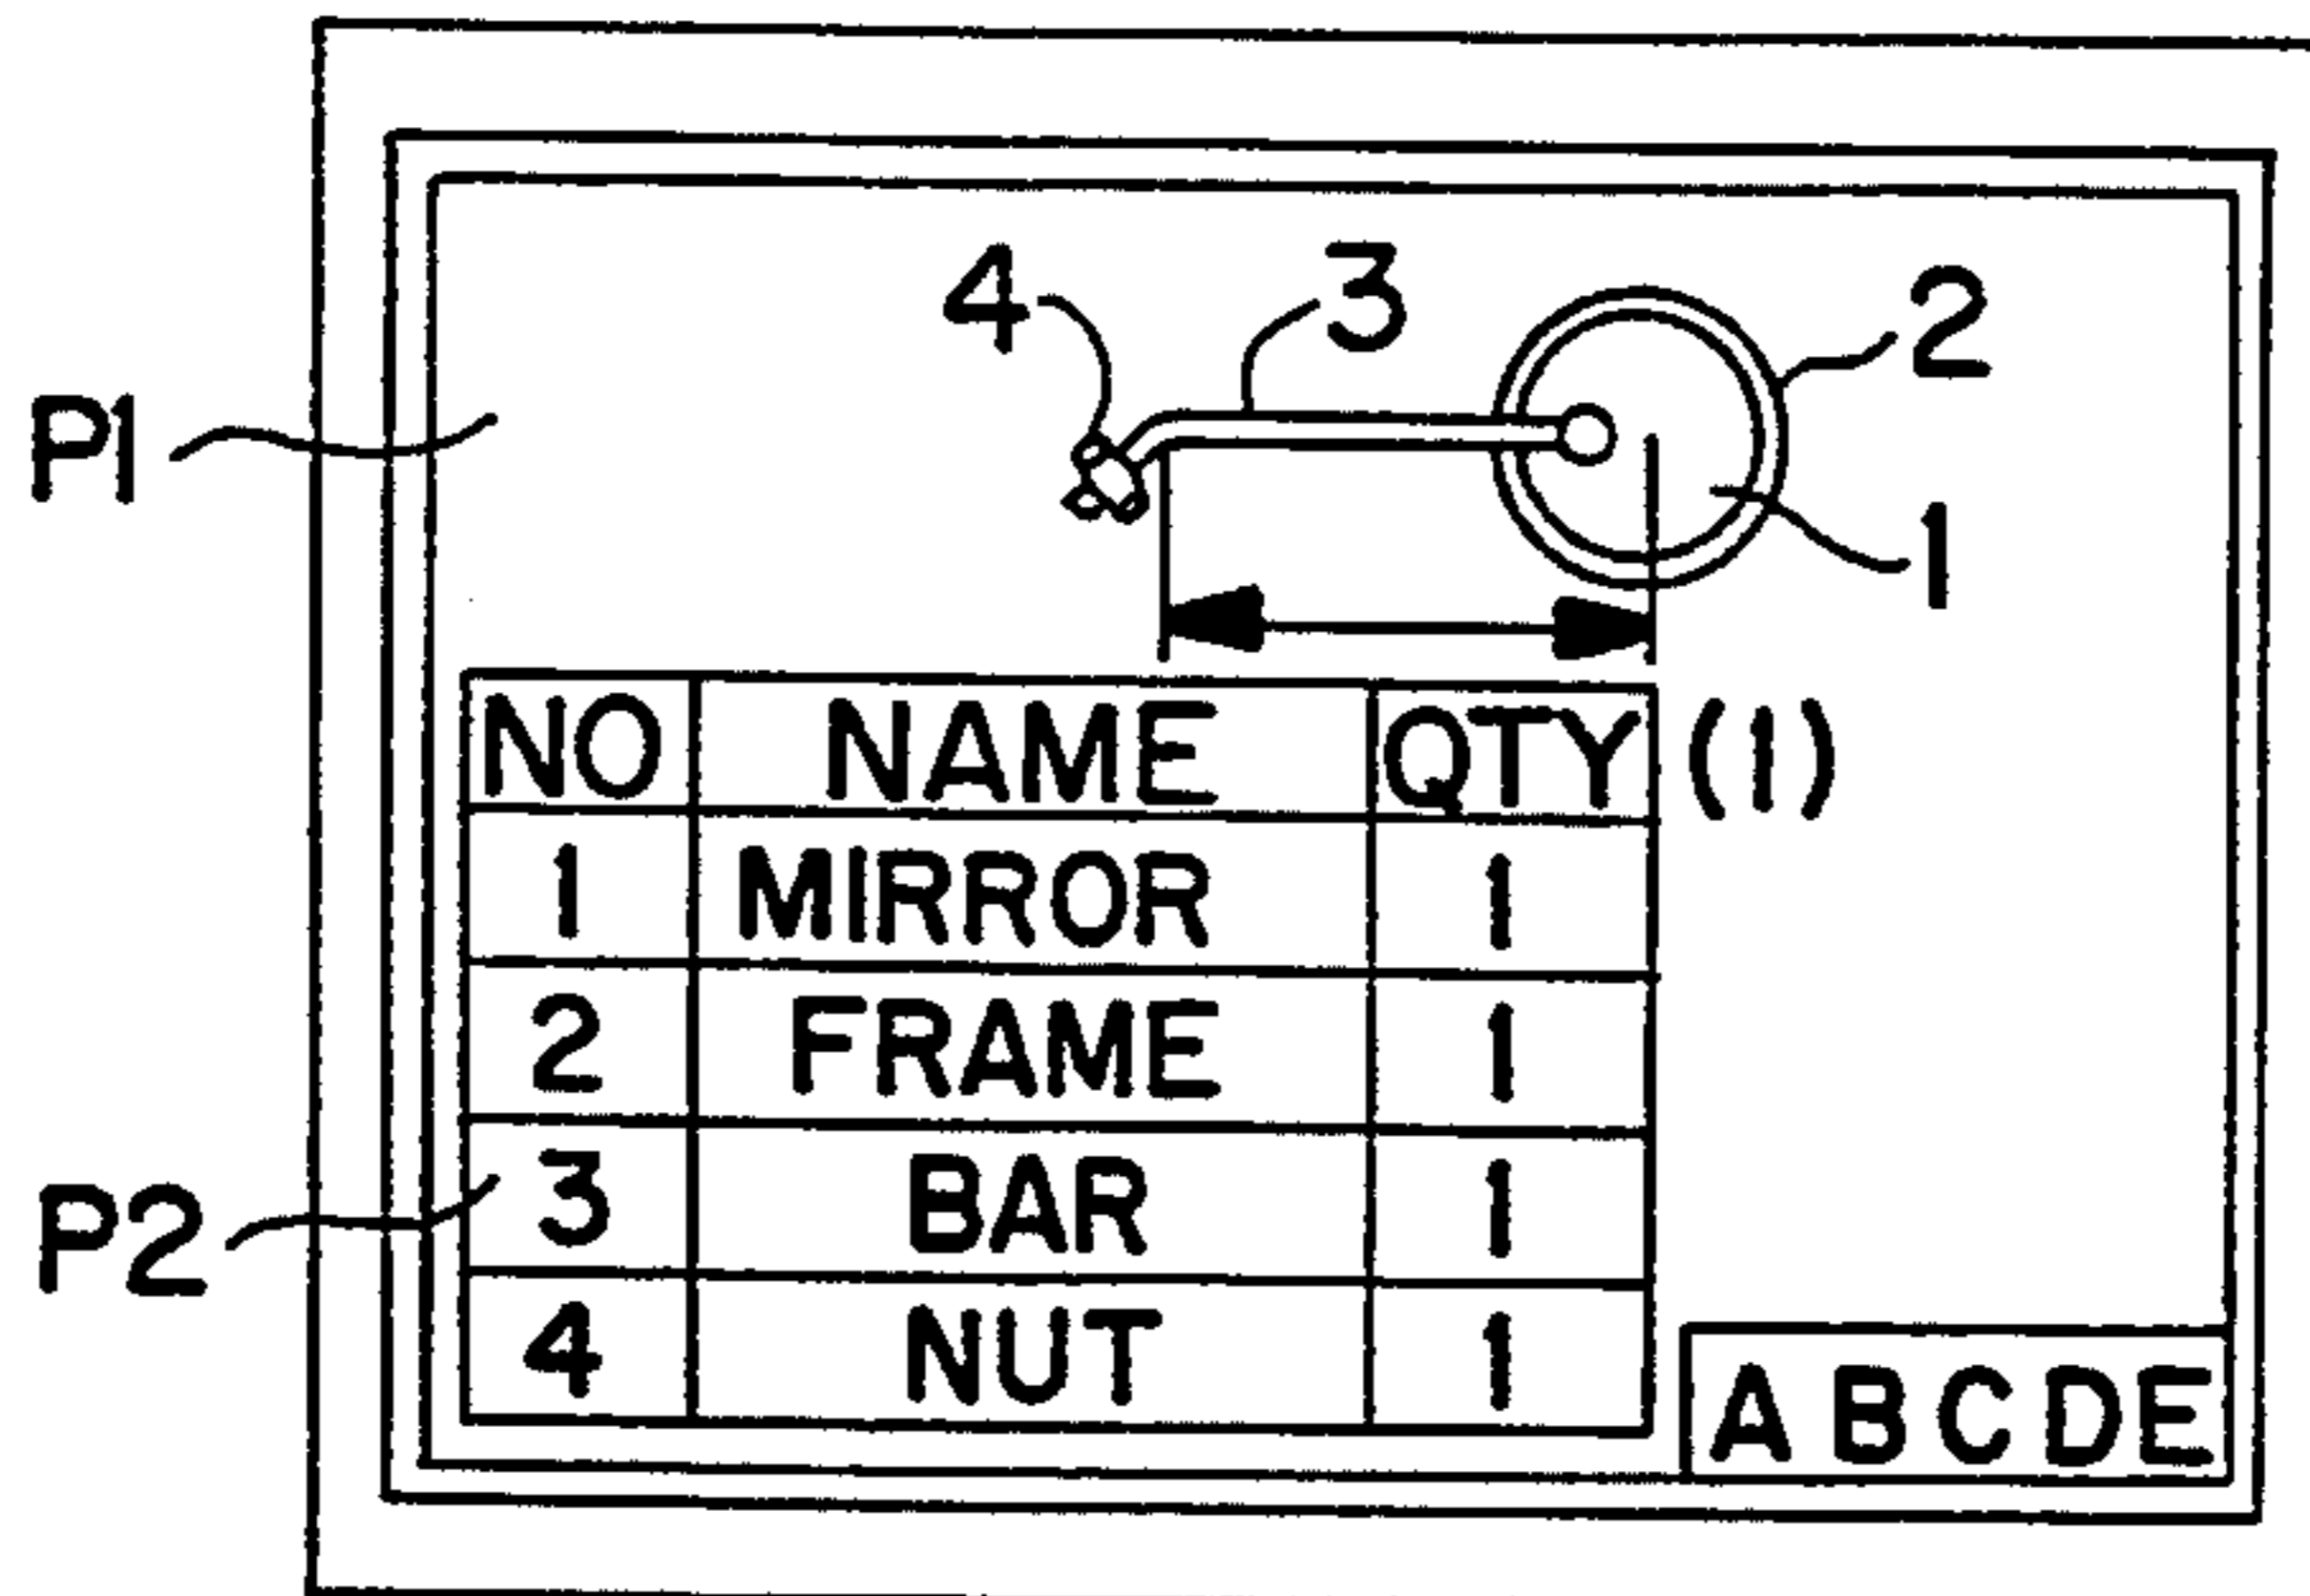 4 3 2
P1
1
NO NAME QTY (1)
1 MIRROR 1
2 FRAME 1
P2 3 BAR 1
4 NUT 1
ABCDE